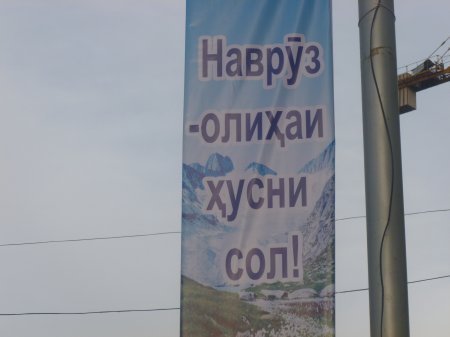 Наврӯз
-олиҳаи
ҳусни
сол!